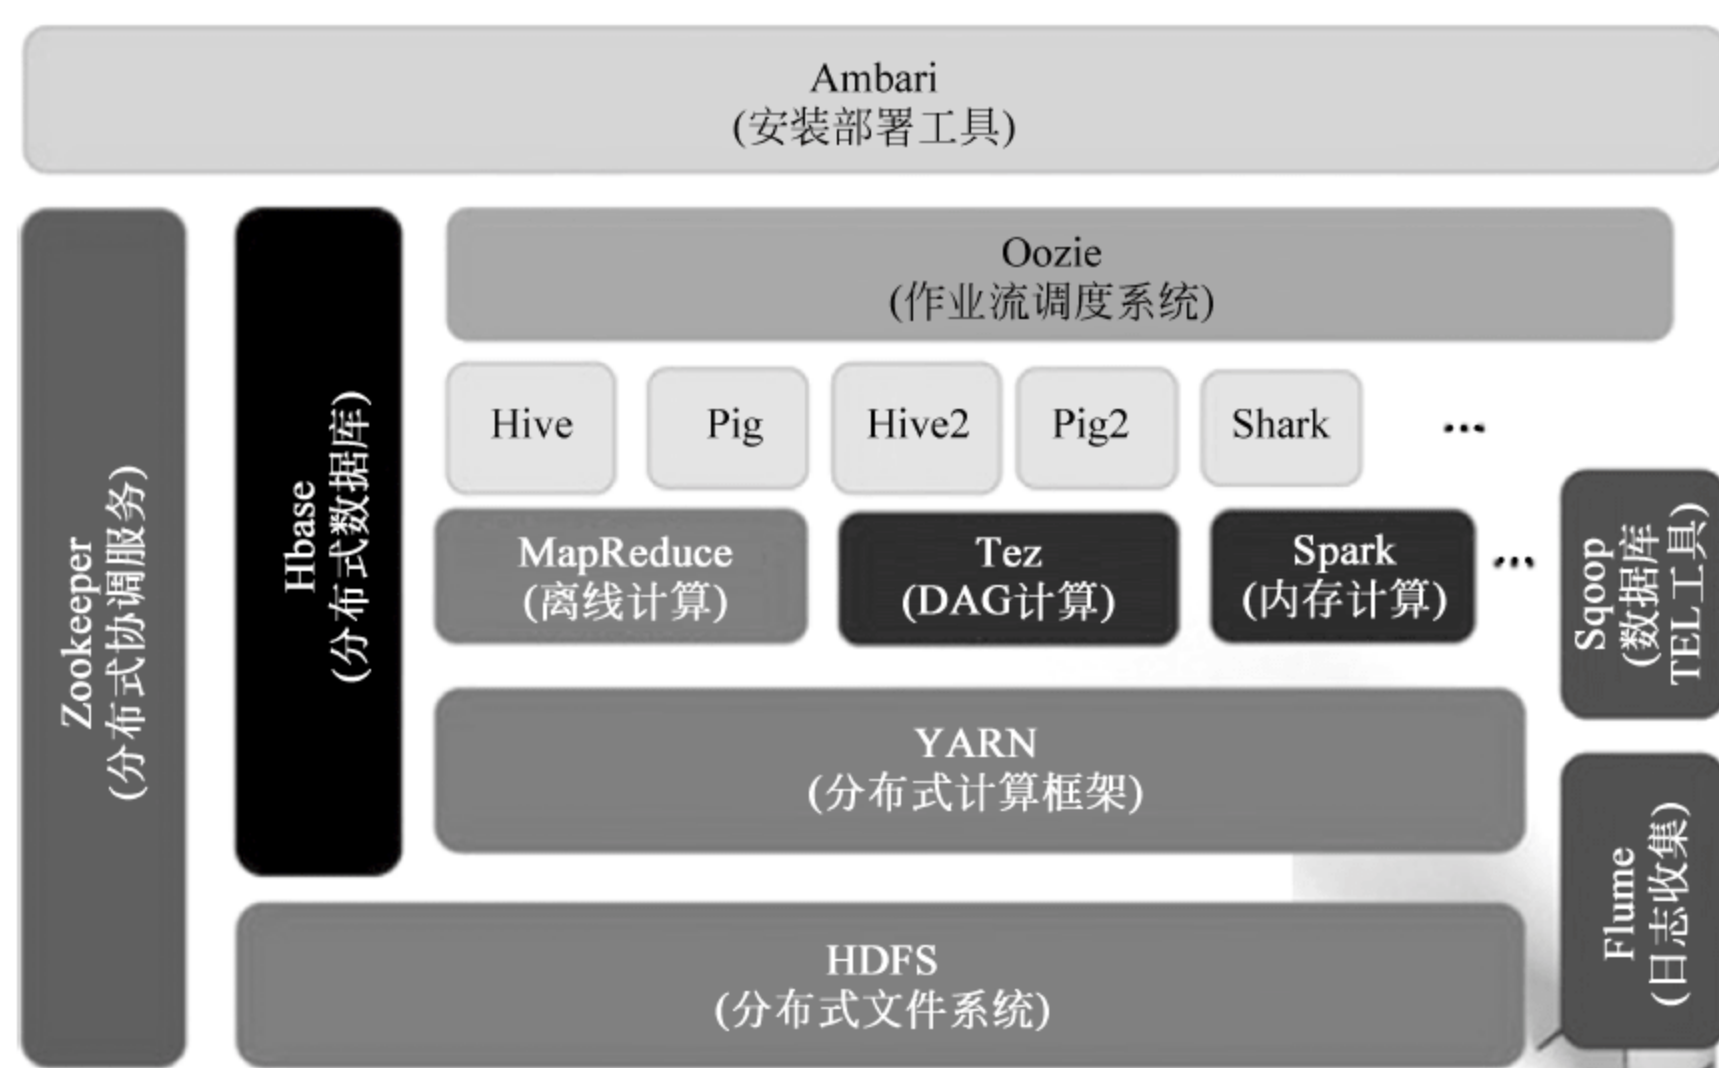 Ambari
(安装部署工具)
Zookeeper
(分布式协调服务)
Hbase
(分布式数据库)
Oozie
(作业流调度系统)
Hive
Pig
Hive2
Pig2
Shark
...
MapReduce
(离线计算)
Tez
(DAG计算)
Spark
(内存计算)
...
Sqoop
(数据库
TEL工具)
YARN
(分布式计算框架)
Flume
(日志收集)
HDFS
(分布式文件系统)